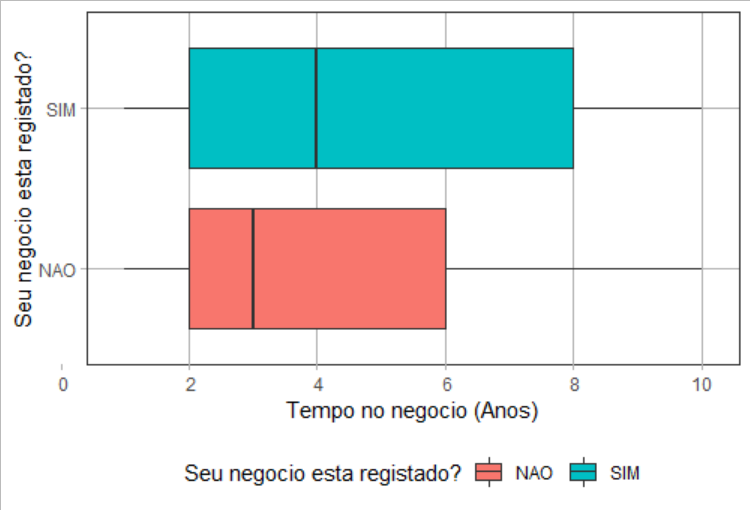 Seu negocio esta registado?
SIM
NAO
0 2 4 6 8 10
Tempo no negocio (Anos)
Seu negocio esta registado? NAO SIM